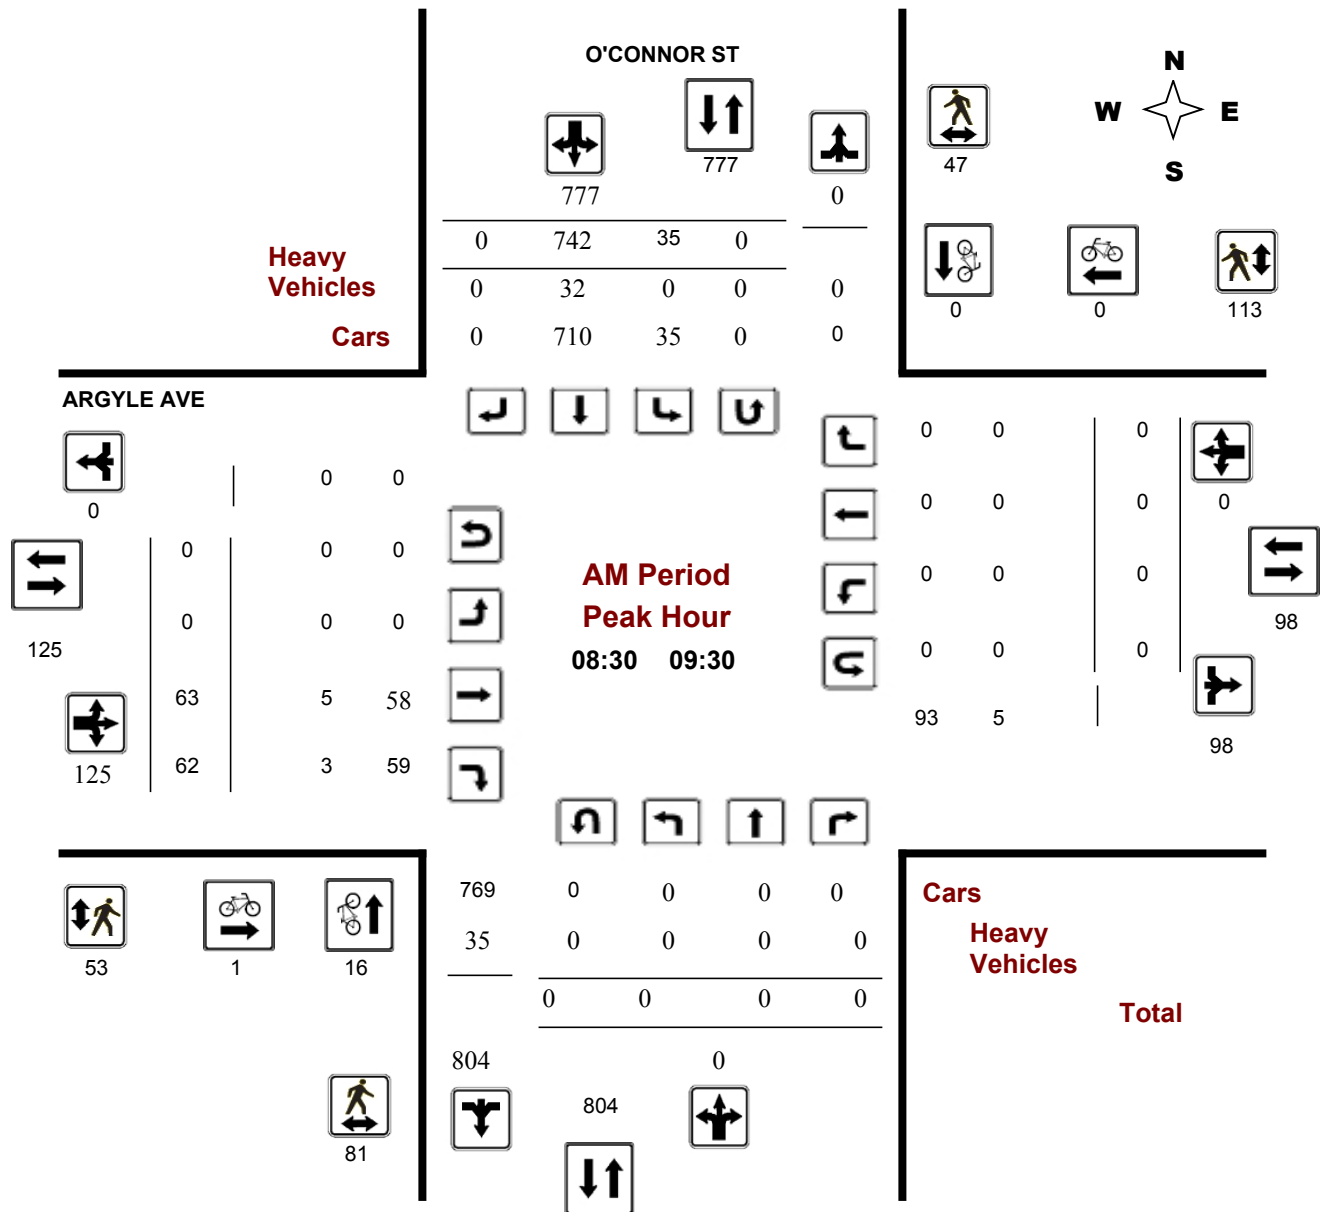 O'CONNOR ST
N
W E
S
777
47
777 0
0 742 35 0
Heavy
Vehicles
0 32 0 0 0
0 0 113
Cars
0 710 35 0 0
ARGYLE AVE
0 0 0
0 0
0 0 0 0
0
0 0 0
AM Period
0 0 0
Peak Hour
0 0 0
98
125
08:30 09:30
0 0 0
63 5 58
93 5
98
125
62 3 59
769 0 0 0 0
Cars
35 0 0 0 0
Heavy
Vehicles
53 1 16
0 0 0 0
Total
804 0
804
81